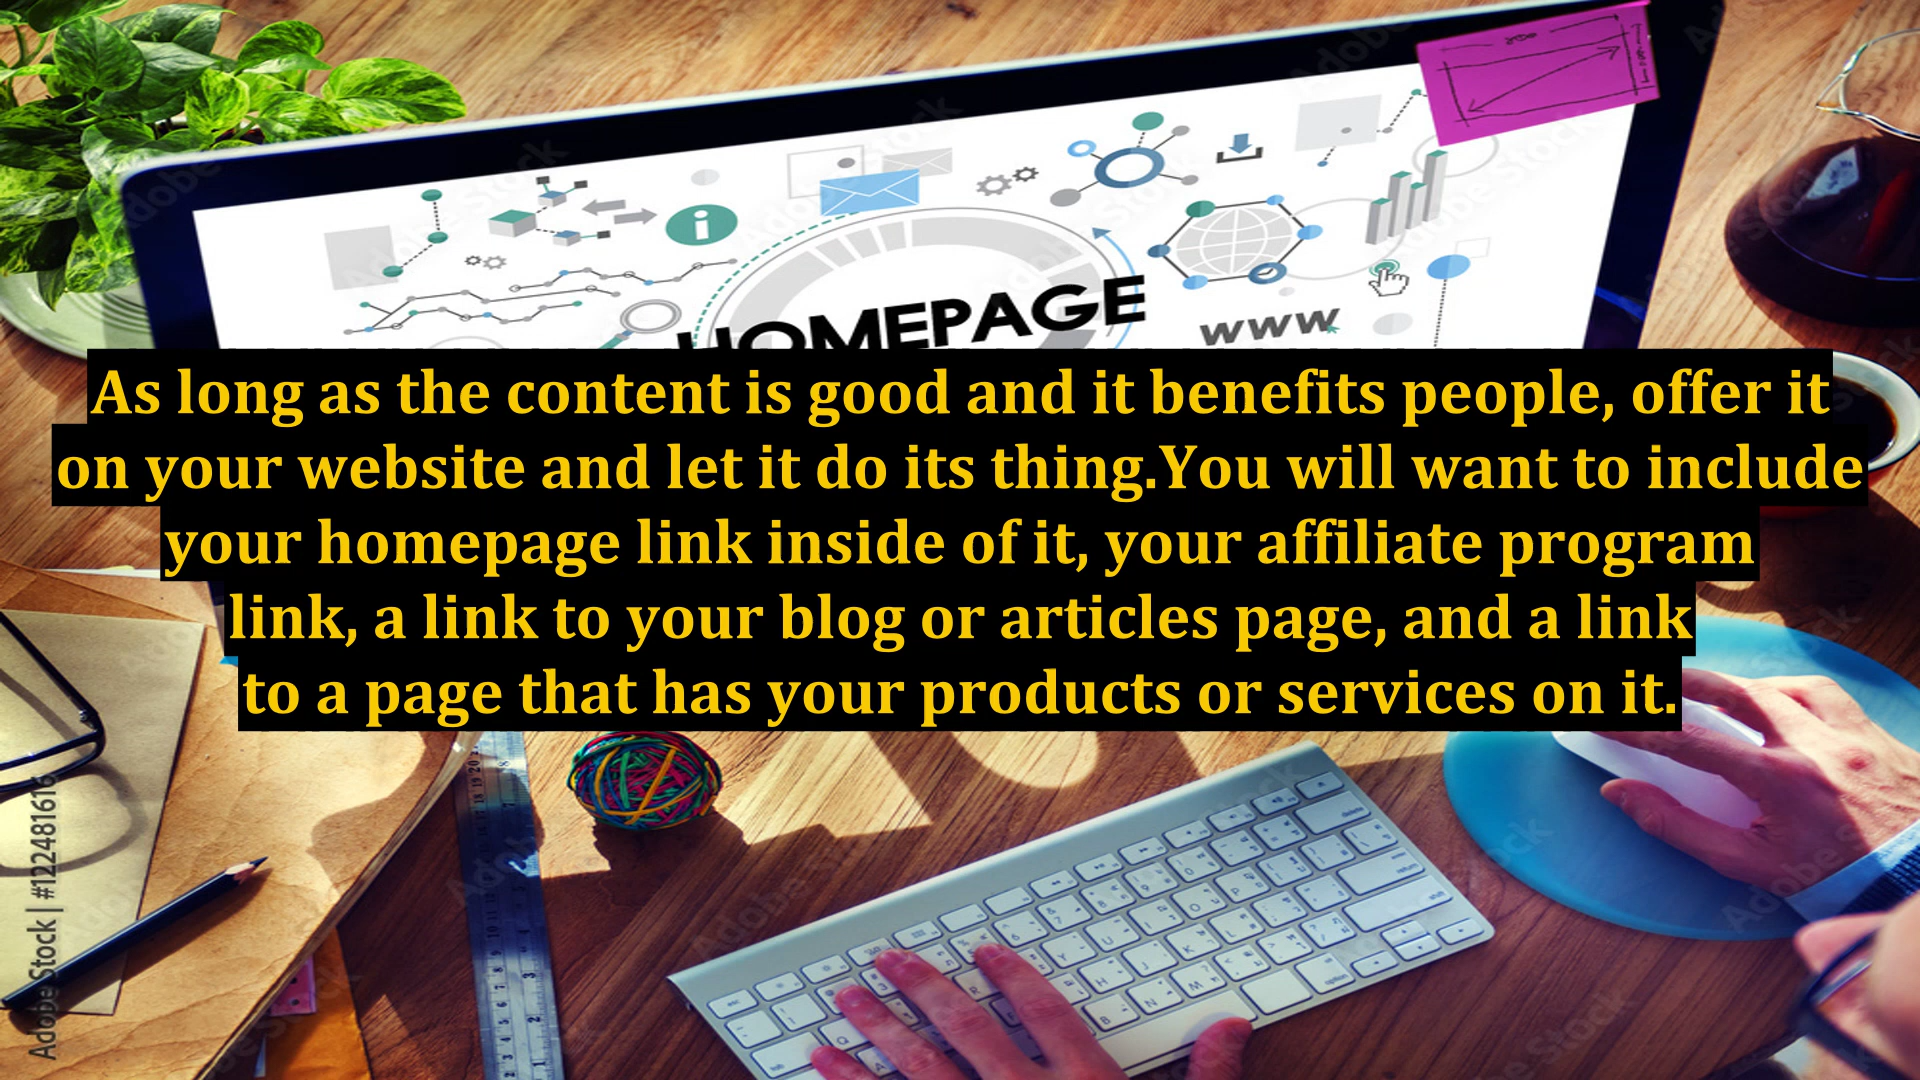 HOMEPAGE
www
As long as the content is good and it benefits people, offer it
on your website and let it do its thing.You will want to include
your homepage link inside of it, your affiliate program
link, a link to your blog or articles page, and a link
to a page that has your products or services on it.
AdobeStock | #122481616